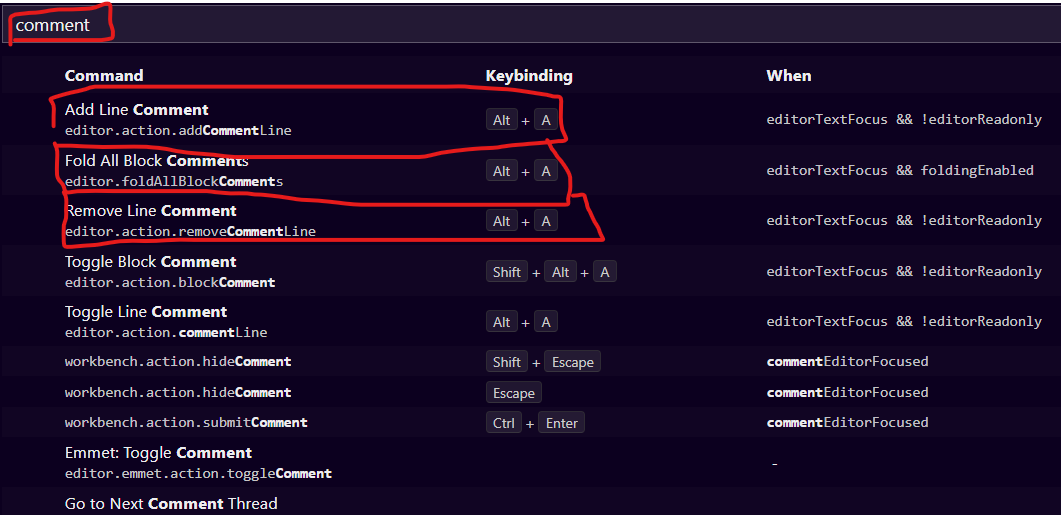 comment
Command Keybinding When
Add Line Comment
editor.action.addCommentLine Alt + A editorTextFocus && !editorReadonly
Fold All Block Comments
editor.foldAllBlockComments Alt + A editorTextFocus && foldingEnabled
Remove Line Comment
editor.action.removeCommentLine Alt + A editorTextFocus && !editorReadonly
Toggle Block Comment
editor.action.blockComment Shift + Alt + A editorTextFocus && !editorReadonly
Toggle Line Comment
editor.action.commentLine Alt + A editorTextFocus && !editorReadonly
workbench.action.hideComment Shift + Escape commentEditorFocused
workbench.action.hideComment Escape commentEditorFocused
workbench.action.submitComment Ctrl + Enter commentEditorFocused
Emmet: Toggle Comment
editor.emmet.action.toggleComment -
Go to Next Comment Thread